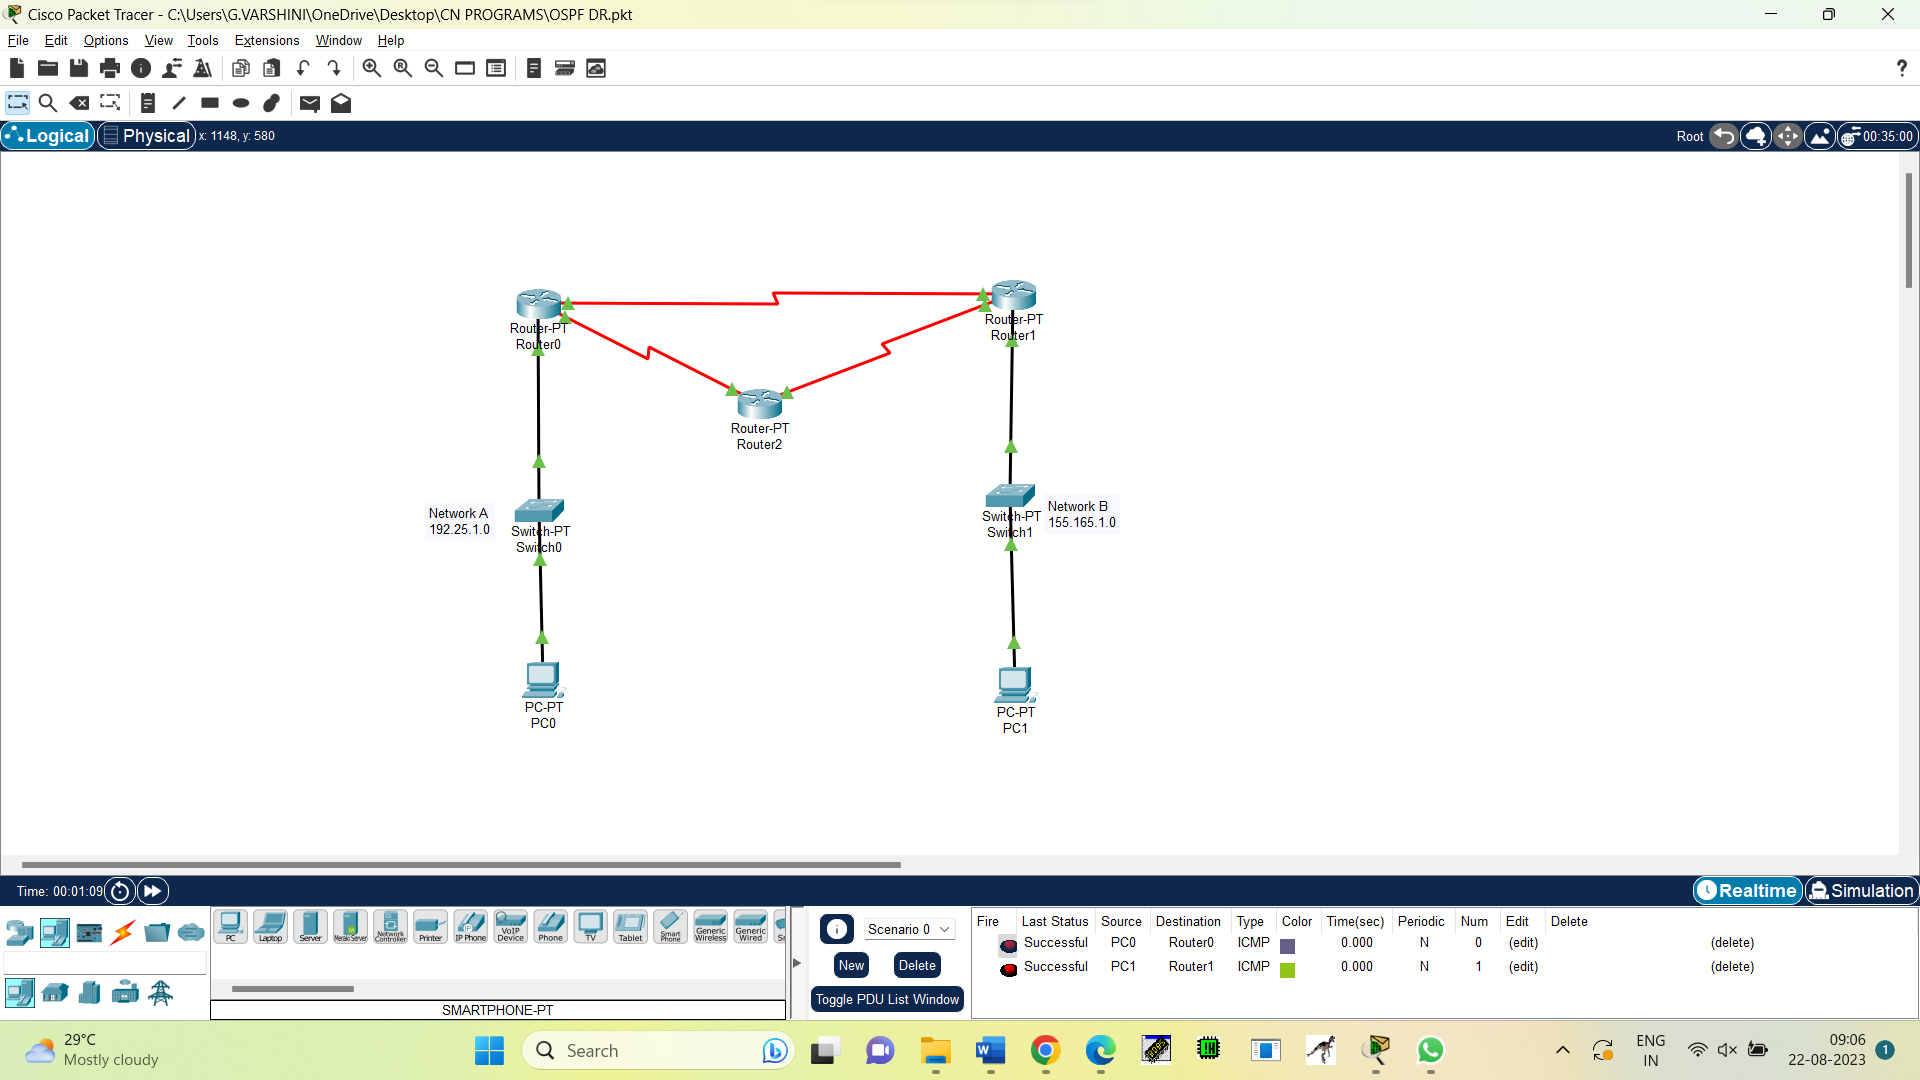 Cisco Packet Tracer - C:\Users\G.VARSHINI\OneDrive\Desktop\CN PROGRAMS\OSPF DR.pkt
File Edit Options View Tools Extensions Window Help
?
Logical Physical x: 1148, y: 580 Root 00:35:00
Router-PT
Router0
Router-PT
Router1
Router-PT
Router2
Network A
192.25.1.0
Switch-PT
Switch0
Switch-PT
Switch1
Network B
155.165.1.0
PC-PT
PC0
PC-PT
PC1
Time: 00:01:09 Realtime Simulation
PC Laptop Server Meraki Server Network Controller Printer IP Phone VoIP Device Phone TV Tablet Smart Phone Generic Wireless Generic Wired
SMARTPHONE-PT
Scenario 0
New Delete
Toggle PDU List Window
Fire Last Status Source Destination Type Color Time(sec) Periodic Num Edit Delete
Successful PC0 Router0 ICMP 0.000 N 0 (edit) (delete)
Successful PC1 Router1 ICMP 0.000 N 1 (edit) (delete)
29°C
Mostly cloudy
Search
ENG
IN
09:06
22-08-2023
1